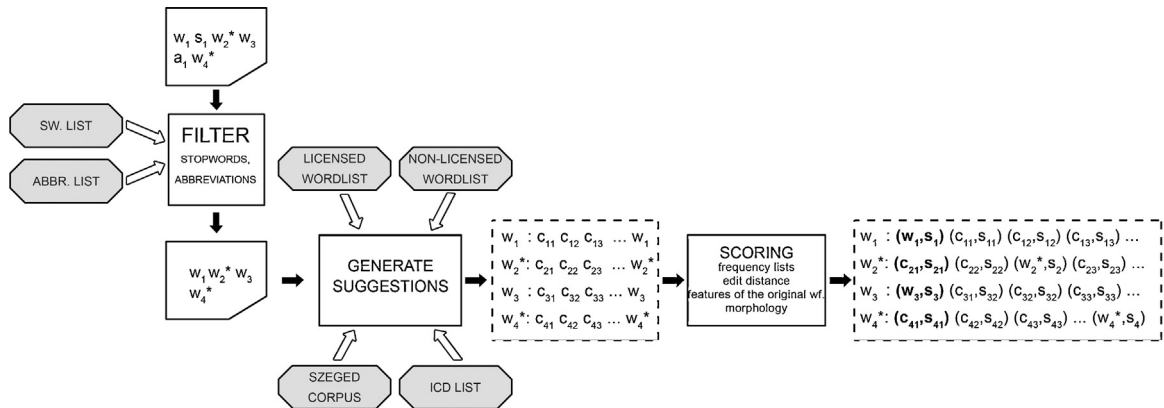 w₁ s₁ w₂* w₃
a₁ w₄*
SW. LIST
ABBR. LIST
FILTER
STOPWORDS,
ABBREVIATIONS
w₁ w₂* w₃
w₄*
LICENSED
WORDLIST
NON-LICENSED
WORDLIST
GENERATE
SUGGESTIONS
SZEGED
CORPUS
ICD LIST
w₁ : c₁₁ c₁₂ c₁₃ ... w₁
w₂*: c₂₁ c₂₂ c₂₃ ... w₂*
w₃ : c₃₁ c₃₂ c₃₃ ... w₃
w₄*: c₄₁ c₄₂ c₄₃ ... w₄*
SCORING
frequency lists
edit distance
features of the original wf.
morphology
w₁ : (w₁,s₁) (c₁₁,s₁₁) (c₁₂,s₁₂) (c₁₃,s₁₃) ...
w₂*: (c₂₁,s₂₁) (c₂₂,s₂₂) (w₂*,s₂) (c₂₃,s₂₃) ...
w₃ : (w₃,s₃) (c₃₁,s₃₂) (c₃₂,s₃₂) (c₃₃,s₃₃) ...
w₄*: (c₄₁,s₄₁) (c₄₂,s₄₂) (c₄₃,s₄₃) ... (w₄*,s₄)